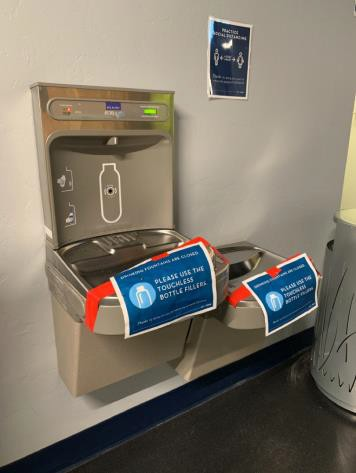 PRACTICE
SOCIAL DISTANCING
DRINKING FOUNTAINS ARE CLOSED
PLEASE USE THE
TOUCHLESS
BOTTLE FILLERS.
DRINKING FOUNTAINS ARE CLOSED
PLEASE USE THE
TOUCHLESS
BOTTLE FILLERS.